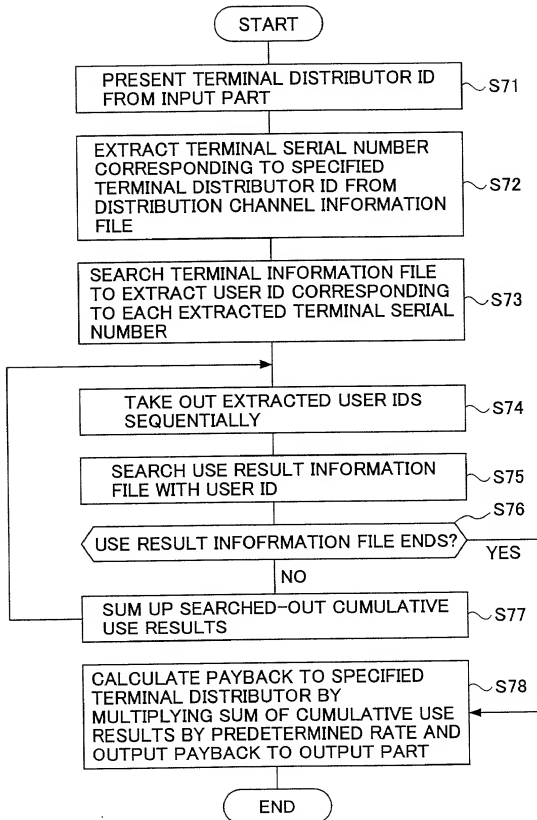 START
PRESENT TERMINAL DISTRIBUTOR ID
FROM INPUT PART
S71
EXTRACT TERMINAL SERIAL NUMBER
CORRESPONDING TO SPECIFIED
TERMINAL DISTRIBUTOR ID FROM
DISTRIBUTION CHANNEL INFORMATION
FILE
S72
SEARCH TERMINAL INFORMATION FILE
TO EXTRACT USER ID CORRESPONDING
TO EACH EXTRACTED TERMINAL SERIAL
NUMBER
S73
TAKE OUT EXTRACTED USER IDS
SEQUENTIALLY
S74
SEARCH USE RESULT INFORMATION
FILE WITH USER ID
S75
S76
USE RESULT INFOFRMATION FILE ENDS?
YES
NO
SUM UP SEARCHED-OUT CUMULATIVE
USE RESULTS
S77
CALCULATE PAYBACK TO SPECIFIED
TERMINAL DISTRIBUTOR BY
MULTIPLYING SUM OF CUMULATIVE USE
RESULTS BY PREDETERMINED RATE AND
OUTPUT PAYBACK TO OUTPUT PART
S78
END